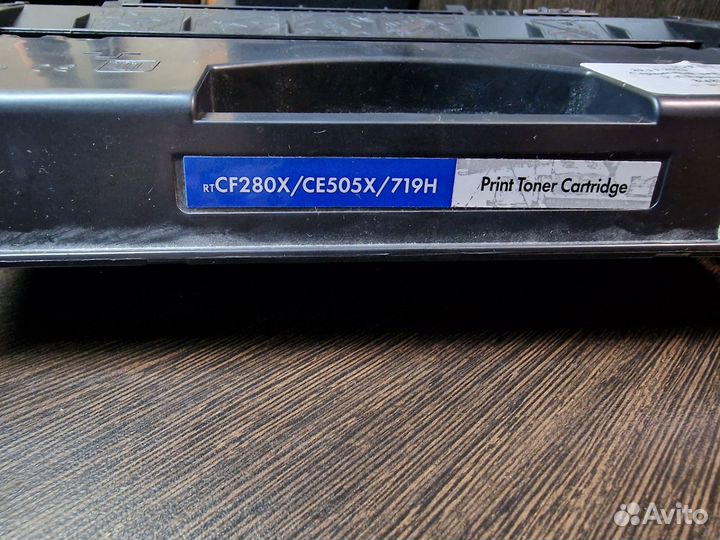 RTCF280X/CE505X/719H Print Toner Cartridge
Avito